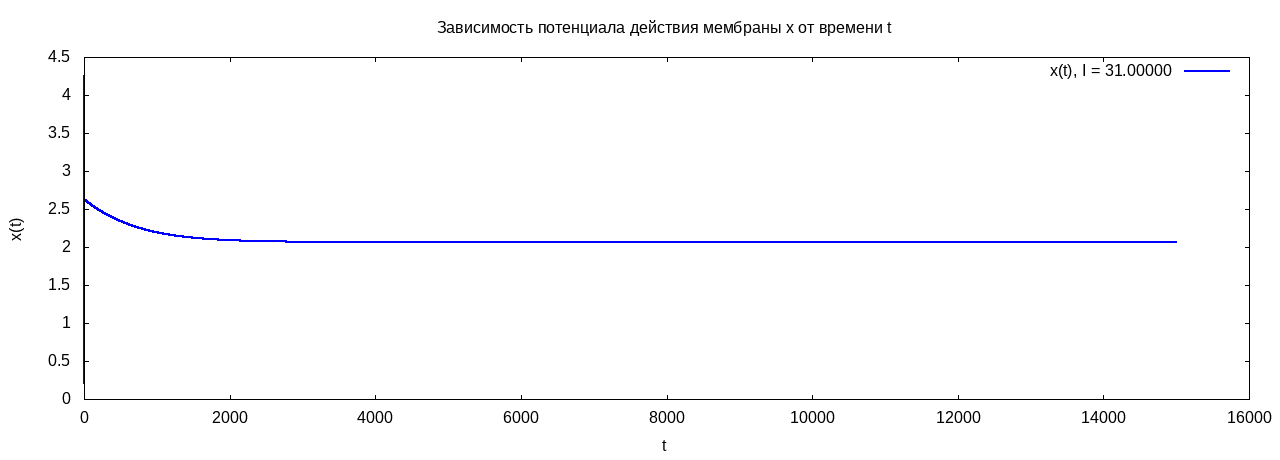 Зависимость потенциала действия мембраны x от времени t
x(t), I = 31.00000
4.5
4
3.5
3
2.5
2
1.5
1
0.5
0
x(t)
0 2000 4000 6000 8000 10000 12000 14000 16000
t